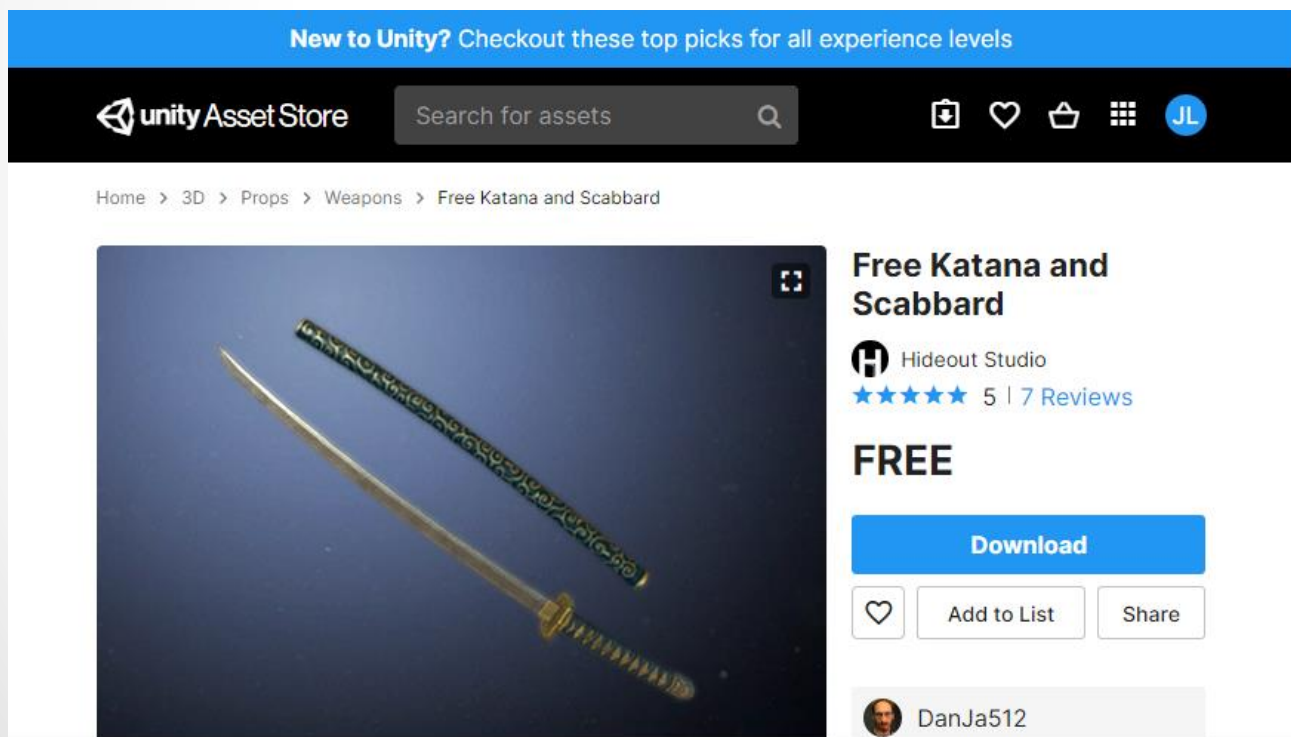 New to Unity? Checkout these top picks for all experience levels
unity Asset Store
Search for assets
JL
Home > 3D > Props > Weapons > Free Katana and Scabbard
Free Katana and
Scabbard
H Hideout Studio
5 | 7 Reviews
FREE
Download
Add to List
Share
DanJa512